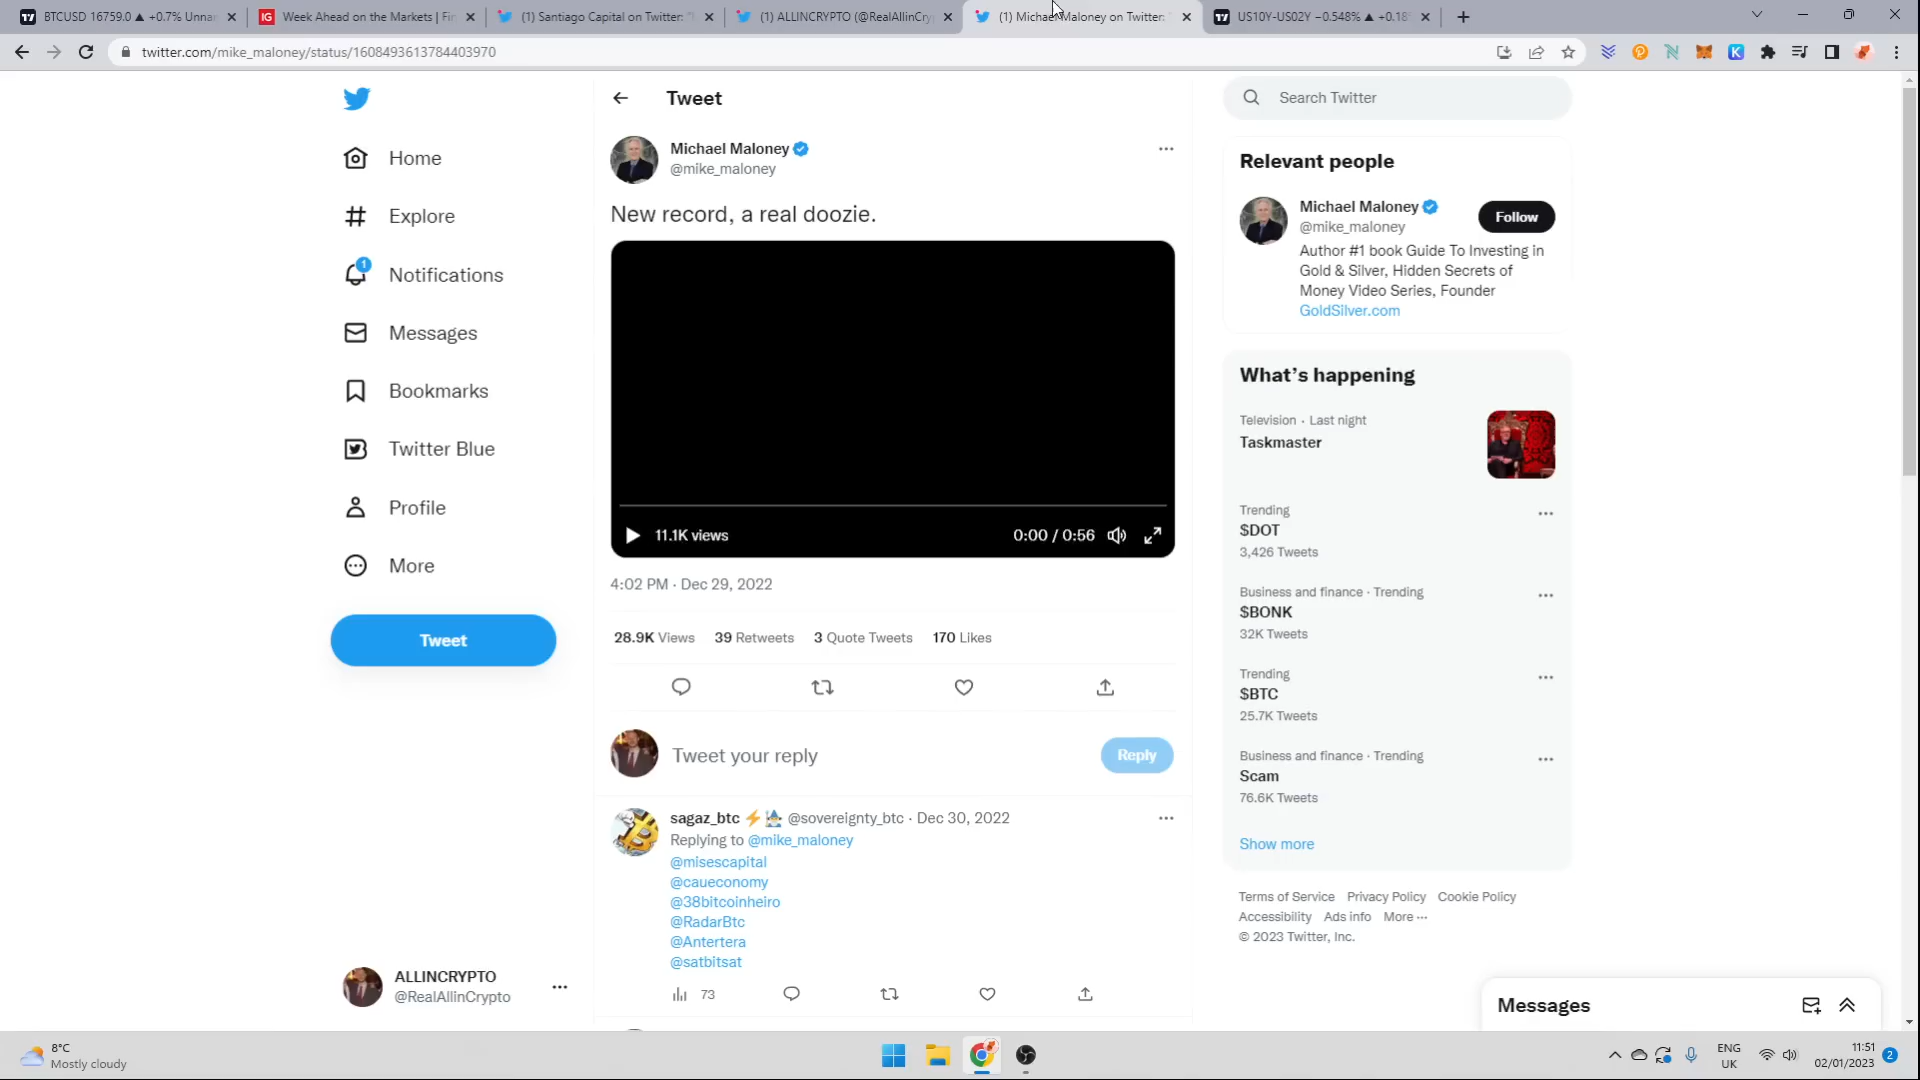 BTCUSD 16759.0 ▲ +0.7% Unna
Week Ahead on the Markets | Fin
(1) Santiago Capital on Twitter: "
(1) ALLINCRYPTO (@RealAllinCry
(1) Michael Maloney on Twitter:
US10Y-US02Y −0.548% ▲ +0.18
twitter.com/mike_maloney/status/1608493613784403970
Home
Explore
1
Notifications
Messages
Bookmarks
Twitter Blue
Profile
More
Tweet
ALLINCRYPTO
@RealAllinCrypto
Tweet
Michael Maloney
@mike_maloney
New record, a real doozie.
11.1K views
0:00 / 0:56
4:02 PM · Dec 29, 2022
28.9K Views 39 Retweets 3 Quote Tweets 170 Likes
Tweet your reply
Reply
sagaz_btc @sovereignty_btc · Dec 30, 2022
Replying to @mike_maloney
@misescapital
@caueconomy
@38bitcoinheiro
@RadarBtc
@Antertera
@satbitsat
73
Search Twitter
Relevant people
Michael Maloney
@mike_maloney
Follow
Author #1 book Guide To Investing in
Gold & Silver, Hidden Secrets of
Money Video Series, Founder
GoldSilver.com
What's happening
Television · Last night
Taskmaster
Trending
$DOT
3,426 Tweets
Business and finance · Trending
$BONK
32K Tweets
Trending
$BTC
25.7K Tweets
Business and finance · Trending
Scam
76.6K Tweets
Show more
Terms of Service Privacy Policy Cookie Policy
Accessibility Ads info More ···
© 2023 Twitter, Inc.
Messages
8°C
Mostly cloudy
ENG
UK
11:51
02/01/2023
2